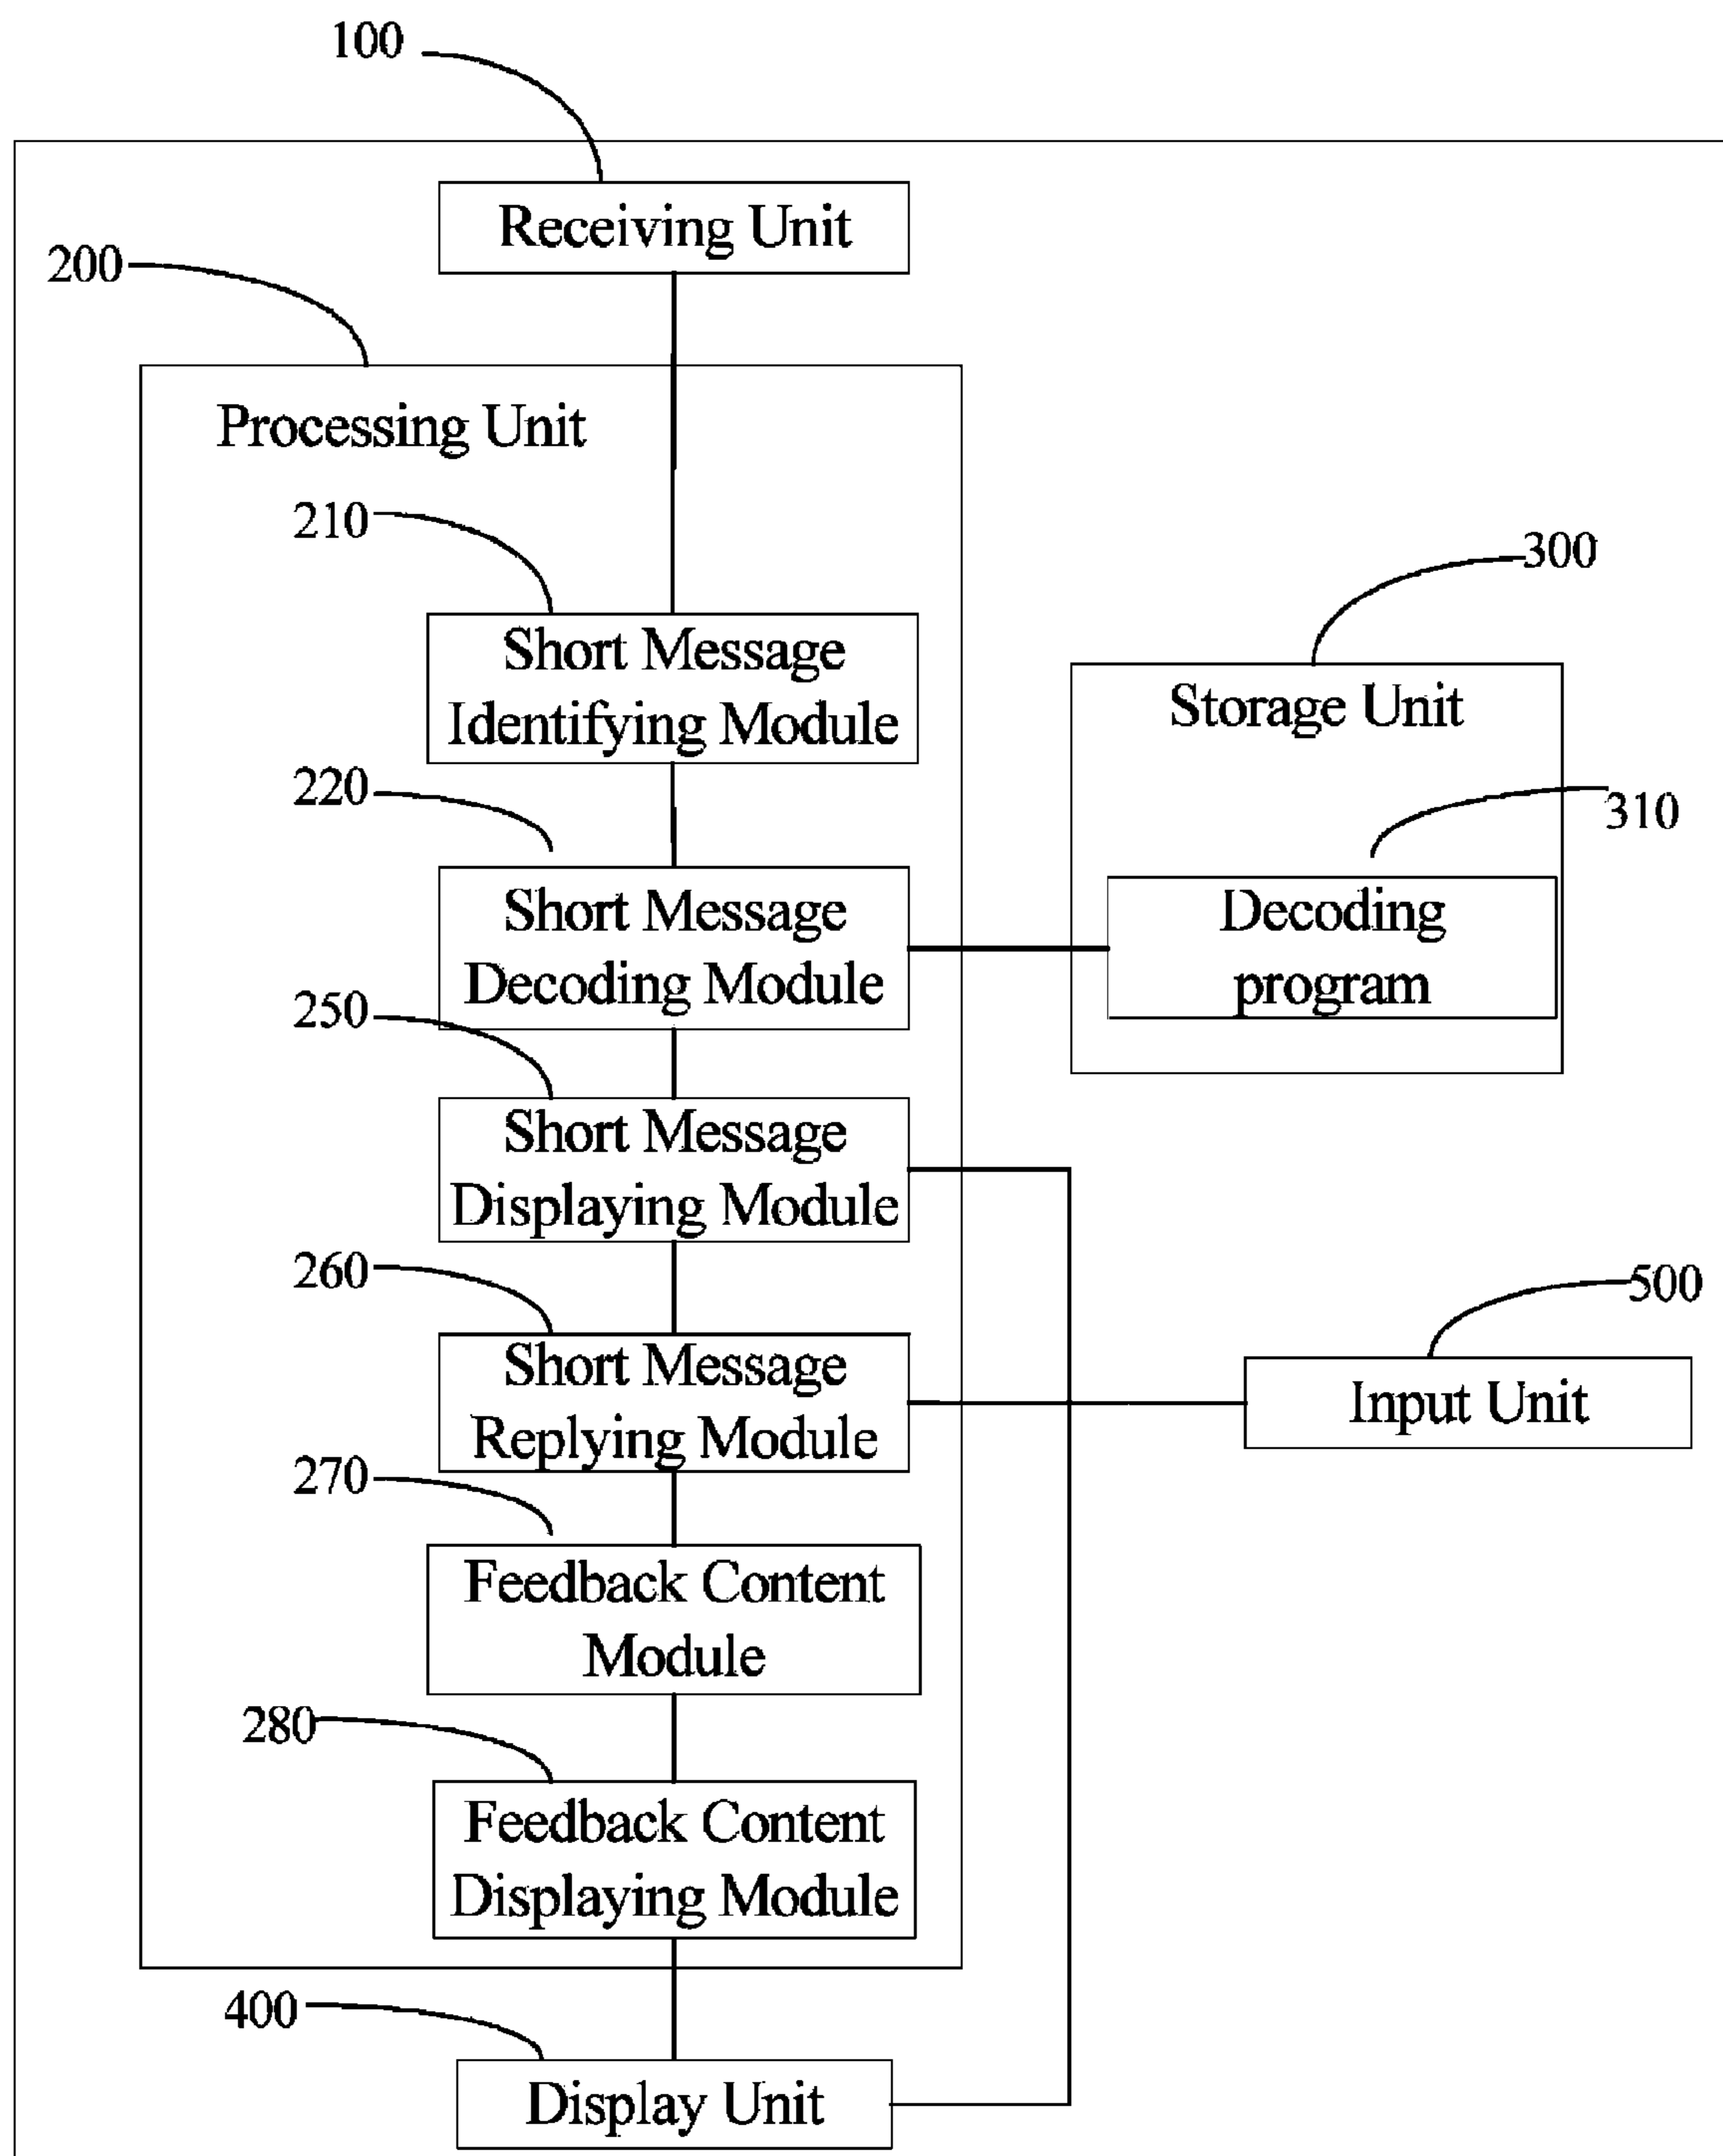 100
Receiving Unit
200
Processing Unit
210
Short Message
Identifying Module
300
Storage Unit
220
310
Short Message
Decoding Module
Decoding
program
250
Short Message
Displaying Module
260
500
Short Message
Replying Module
Input Unit
270
Feedback Content
Module
280
Feedback Content
Displaying Module
400
Display Unit